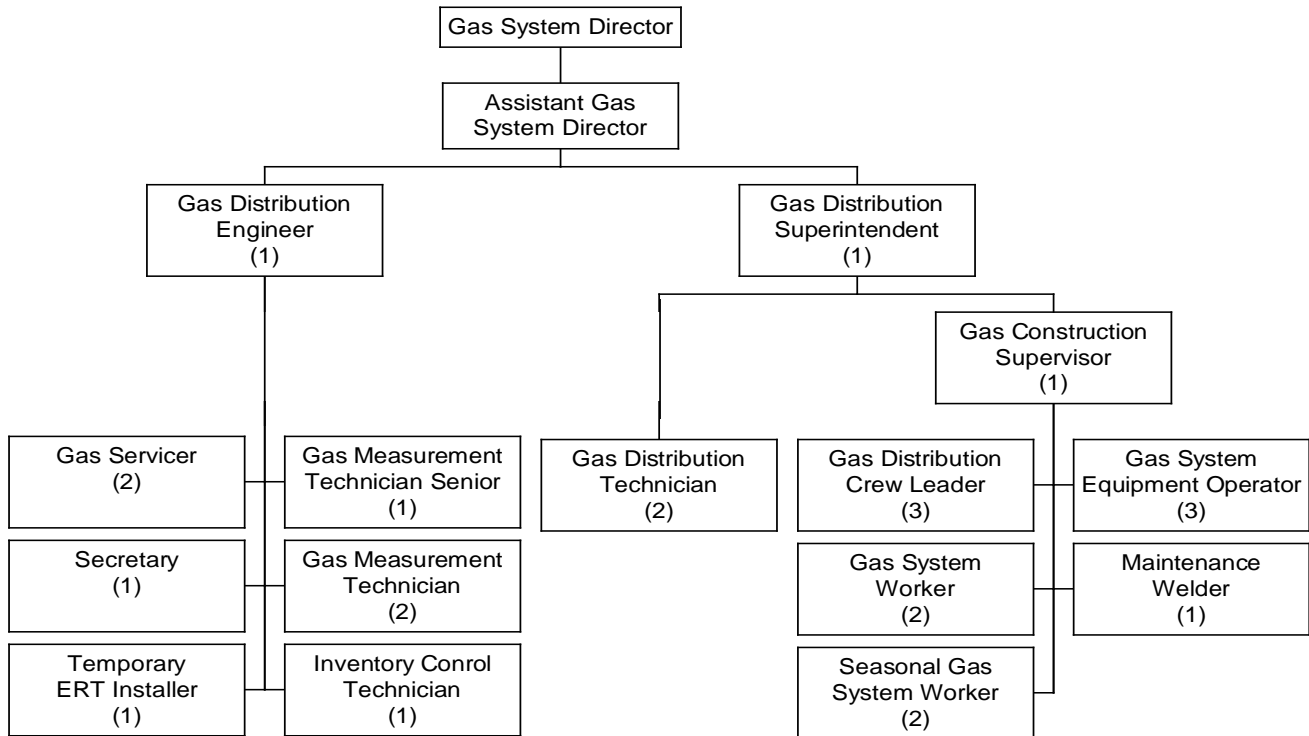 Gas System Director
Assistant Gas
System Director
Gas Distribution
Engineer
(1)
Gas Distribution
Superintendent
(1)
Gas Construction
Supervisor
(1)
Gas Servicer
(2)
Gas Measurement
Technician Senior
(1)
Gas Distribution
Technician
(2)
Gas Distribution
Crew Leader
(3)
Gas System
Equipment Operator
(3)
Secretary
(1)
Gas Measurement
Technician
(2)
Gas System
Worker
(2)
Maintenance
Welder
(1)
Temporary
ERT Installer
(1)
Inventory Conrol
Technician
(1)
Seasonal Gas
System Worker
(2)